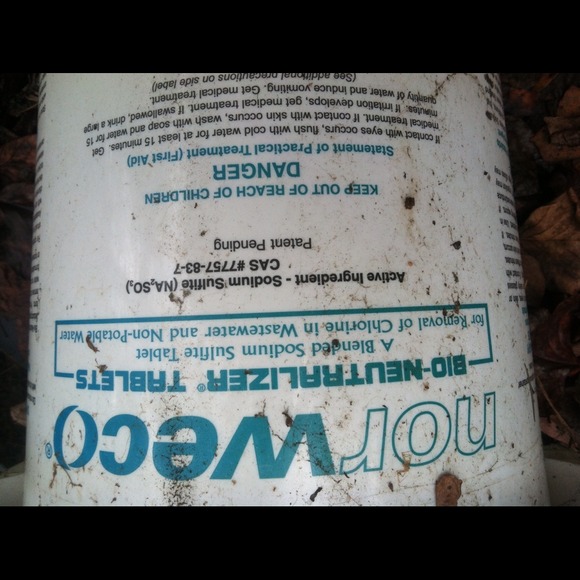 norweco®
BIO-NEUTRALIZER® TABLETS
A Blended Sodium Sulfite Tablet
for Removal of Chlorine in Wastewater and Non-Potable Water
Active Ingredient - Sodium Sulfite (NA₂SO₃)
CAS #7757-83-7
Patent Pending
KEEP OUT OF REACH OF CHILDREN
DANGER
Statement of Practical Treatment (First Aid)
If contact with eyes occurs, flush with cold water for at least 15 minutes. Get
medical treatment. If contact with skin occurs, wash with soap and water for 15
minutes: If irritation develops, get medical treatment. If swallowed, drink a large
quantity of water and induce vomiting. Get medical treatment.
(See additional precautions on side label)